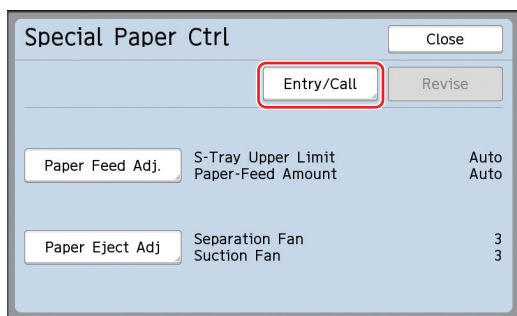 Special Paper Ctrl Close
Entry/Call Revise
Paper Feed Adj. S-Tray Upper Limit Auto
Paper-Feed Amount Auto
Paper Eject Adj Separation Fan 3
Suction Fan 3